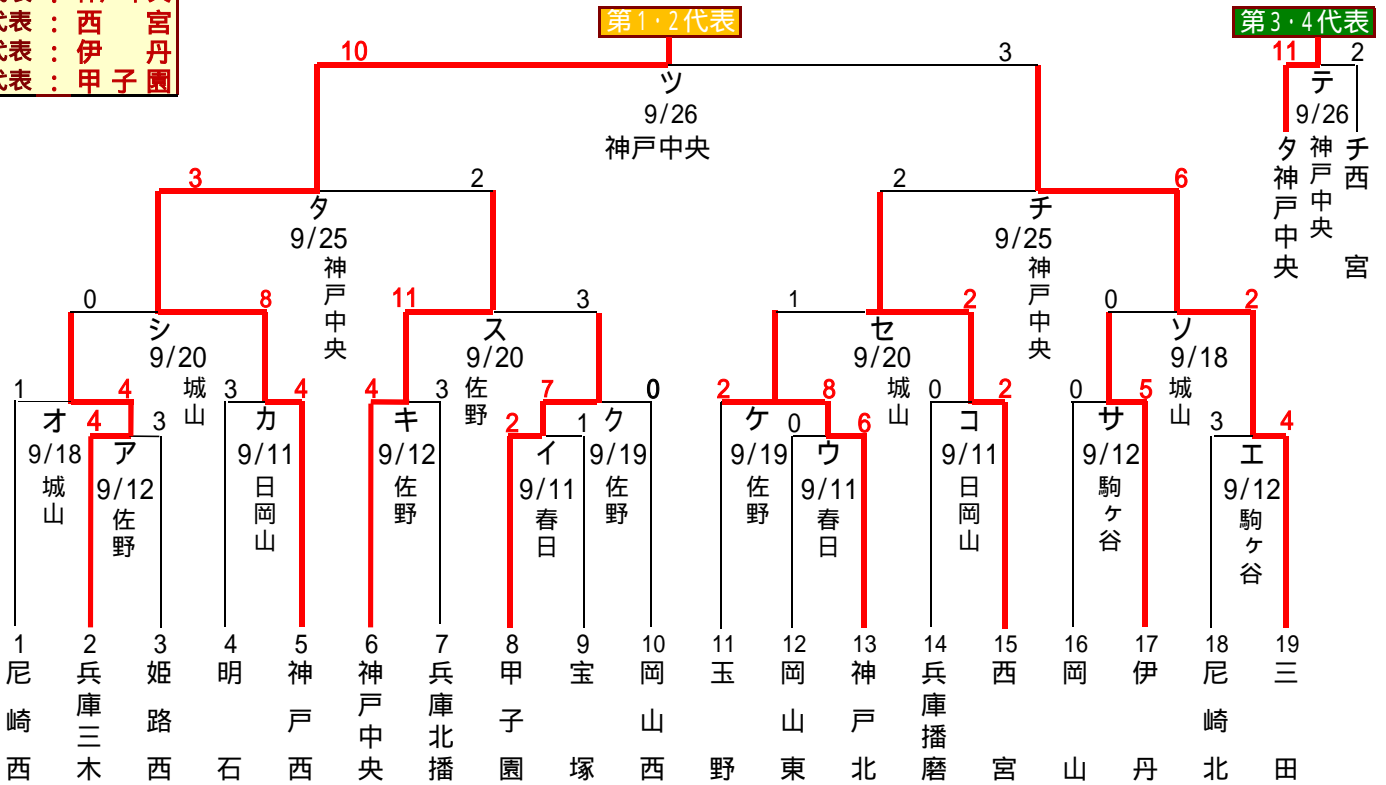 代表：西宮
代表：伊丹
代表：甲子園
第1・2代表
第3・4代表
10
3
11
2
ツ
9/26
神戸中央
テ
9/26
神戸中央
タ神戸中央
チ西宮
3
2
2
6
タ
9/25
神戸中央
チ
9/25
神戸中央
0
8
11
3
1
2
0
2
シ
9/20
城山
ス
9/20
佐野
セ
9/20
城山
ソ
9/18
城山
1
4
3
4
4
3
7
0
2
8
0
2
0
5
オ
9/18
城山
カ
9/11
日岡山
キ
9/12
佐野
ク
9/19
佐野
ケ
9/19
佐野
コ
9/11
日岡山
サ
9/12
駒ヶ谷
4
3
2
1
0
6
3
4
ア
9/12
佐野
イ
9/11
春日
ウ
9/11
春日
エ
9/12
駒ヶ谷
1
尼崎西
2
兵庫三木
3
姫路西
4
明石
5
神戸西
6
神戸中央
7
兵庫北播
8
甲子園
9
宝塚
10
岡山西
11
玉野
12
岡山東
13
神戸北
14
兵庫播磨
15
西宮
16
岡山
17
伊丹
18
尼崎北
19
三田